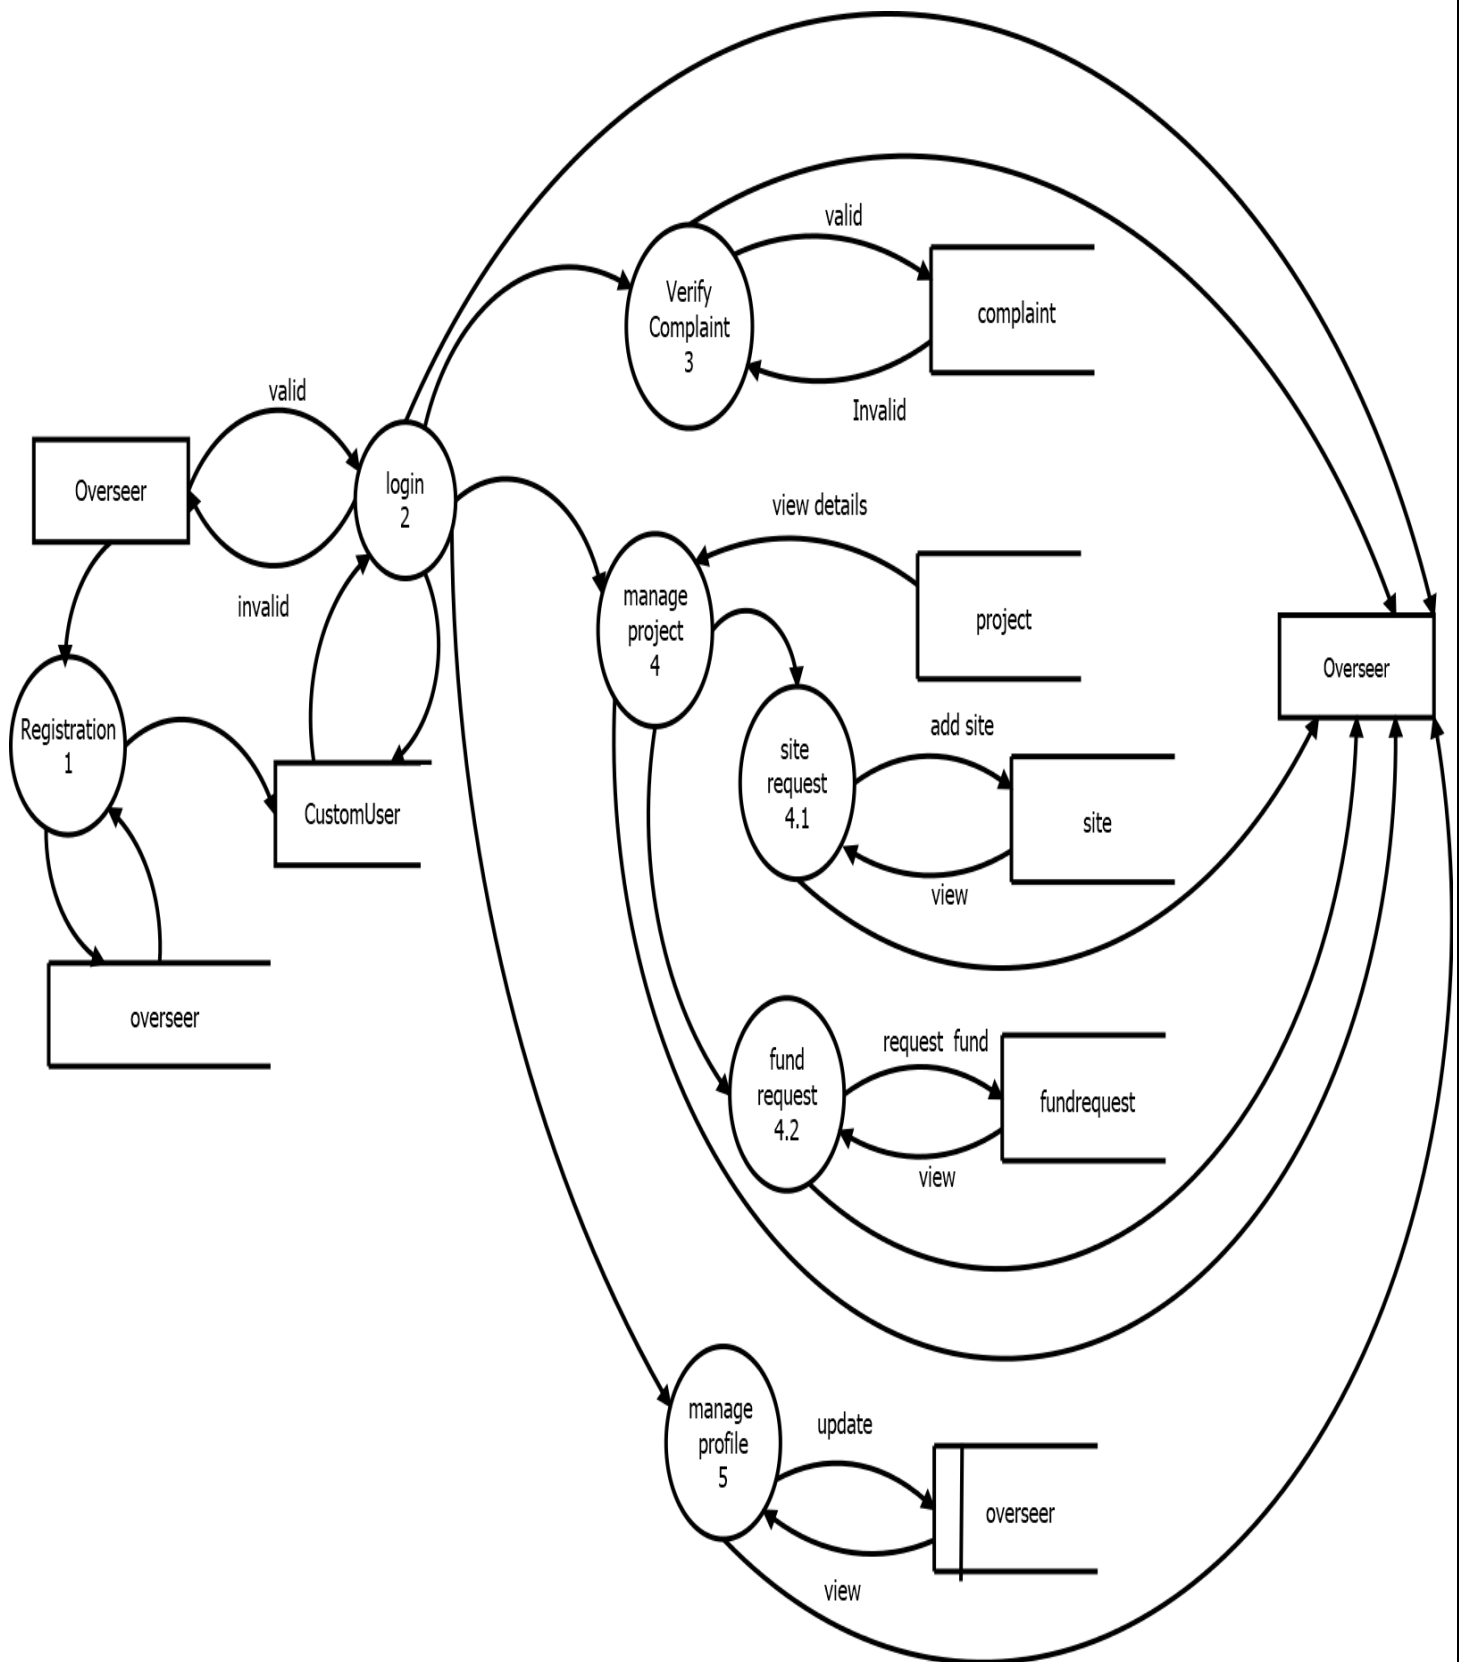 valid
Verify
Complaint
3
complaint
Invalid
valid
Overseer
login
2
invalid
view details
manage
project
4
project
Overseer
Registration
1
CustomUser
site
request
4.1
add site
site
view
overseer
fund
request
4.2
request  fund
fundrequest
view
manage
profile
5
update
overseer
view